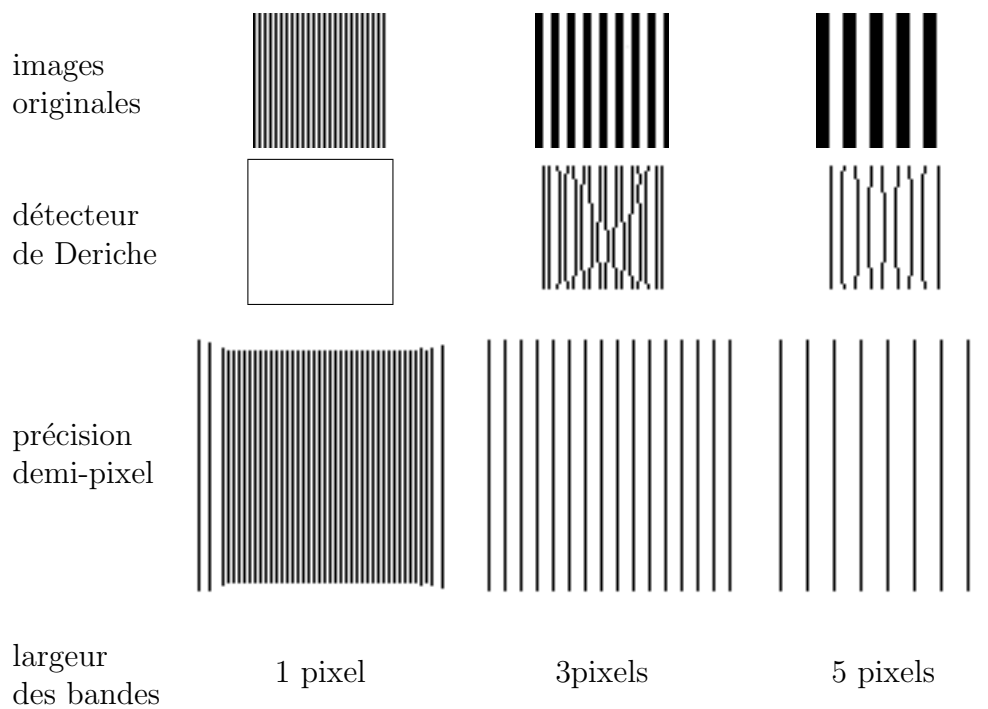 images
originales
détecteur
de Deriche
précision
demi-pixel
largeur
des bandes
1 pixel
3pixels
5 pixels